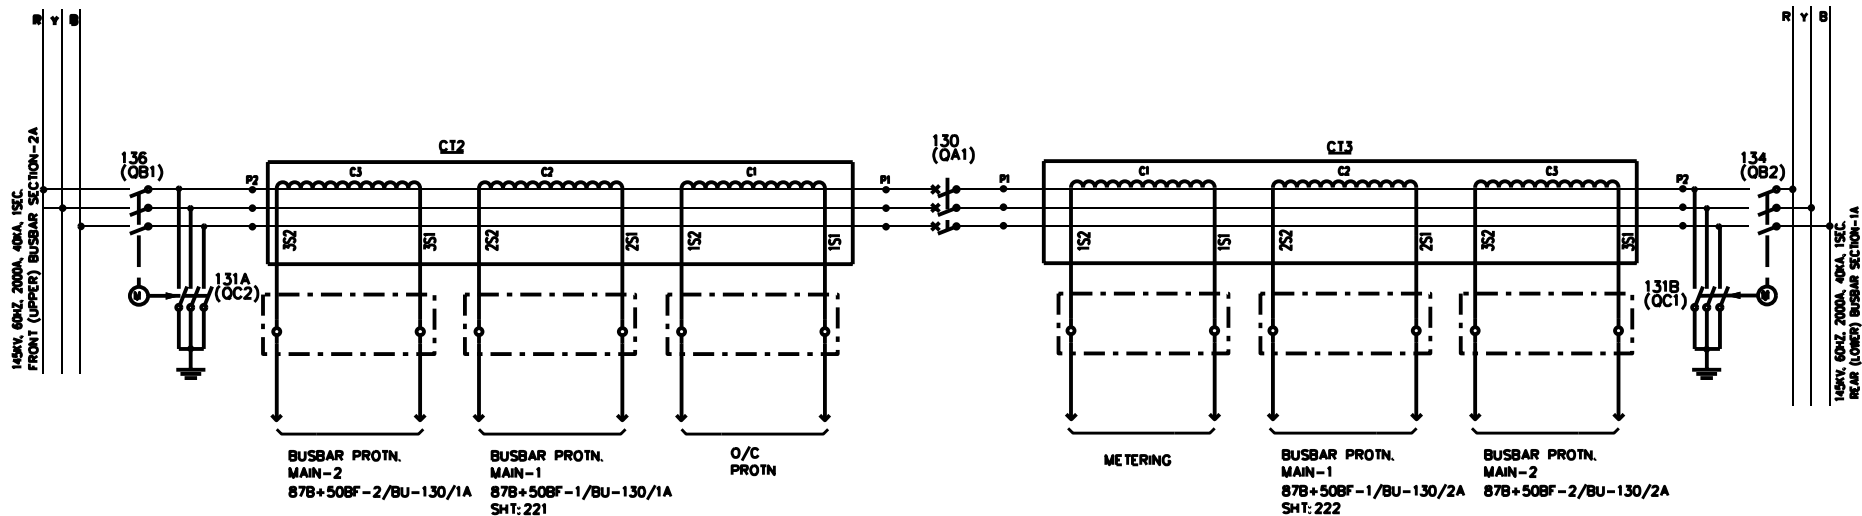 R Y B
R Y B
145KV, 60HZ, 2000A, 40KA, 1SEC.
FRONT (UPPER) BUSBAR SECTION-2A
136
(QB1)
131A
(QC2)
P2
CT2
C3
C2
C1
3S2
3S1
2S2
2S1
1S2
1S1
P1
130
(QA1)
P1
CT3
C1
C2
C3
1S2
1S1
2S2
2S1
3S2
3S1
P2
134
(QB2)
131B
(QC1)
145KV, 60HZ, 2000A, 40KA, 1SEC.
REAR (LOWER) BUSBAR SECTION-1A
M
M
BUSBAR PROTN.
MAIN-2
87B+50BF-2/BU-130/1A
BUSBAR PROTN.
MAIN-1
87B+50BF-1/BU-130/1A
SHT:221
O/C
PROTN
METERING
BUSBAR PROTN.
MAIN-1
87B+50BF-1/BU-130/2A
SHT:222
BUSBAR PROTN.
MAIN-2
87B+50BF-2/BU-130/2A